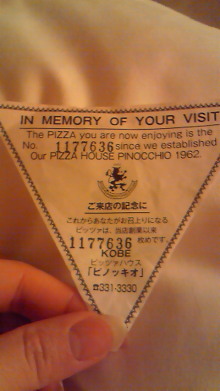 IN MEMORY OF YOUR VISIT
The PIZZA you are now enjoying is the
No. 1177636 since we established
Our PIZZA HOUSE PINOCCHIO 1962.
ご来店の記念に
これからあなたがお召上りになる
ピッツァは、当店創業以来
1177636 枚めです。
KOBE
ピッツァハウス
「ピノッキオ」
☎331-3330